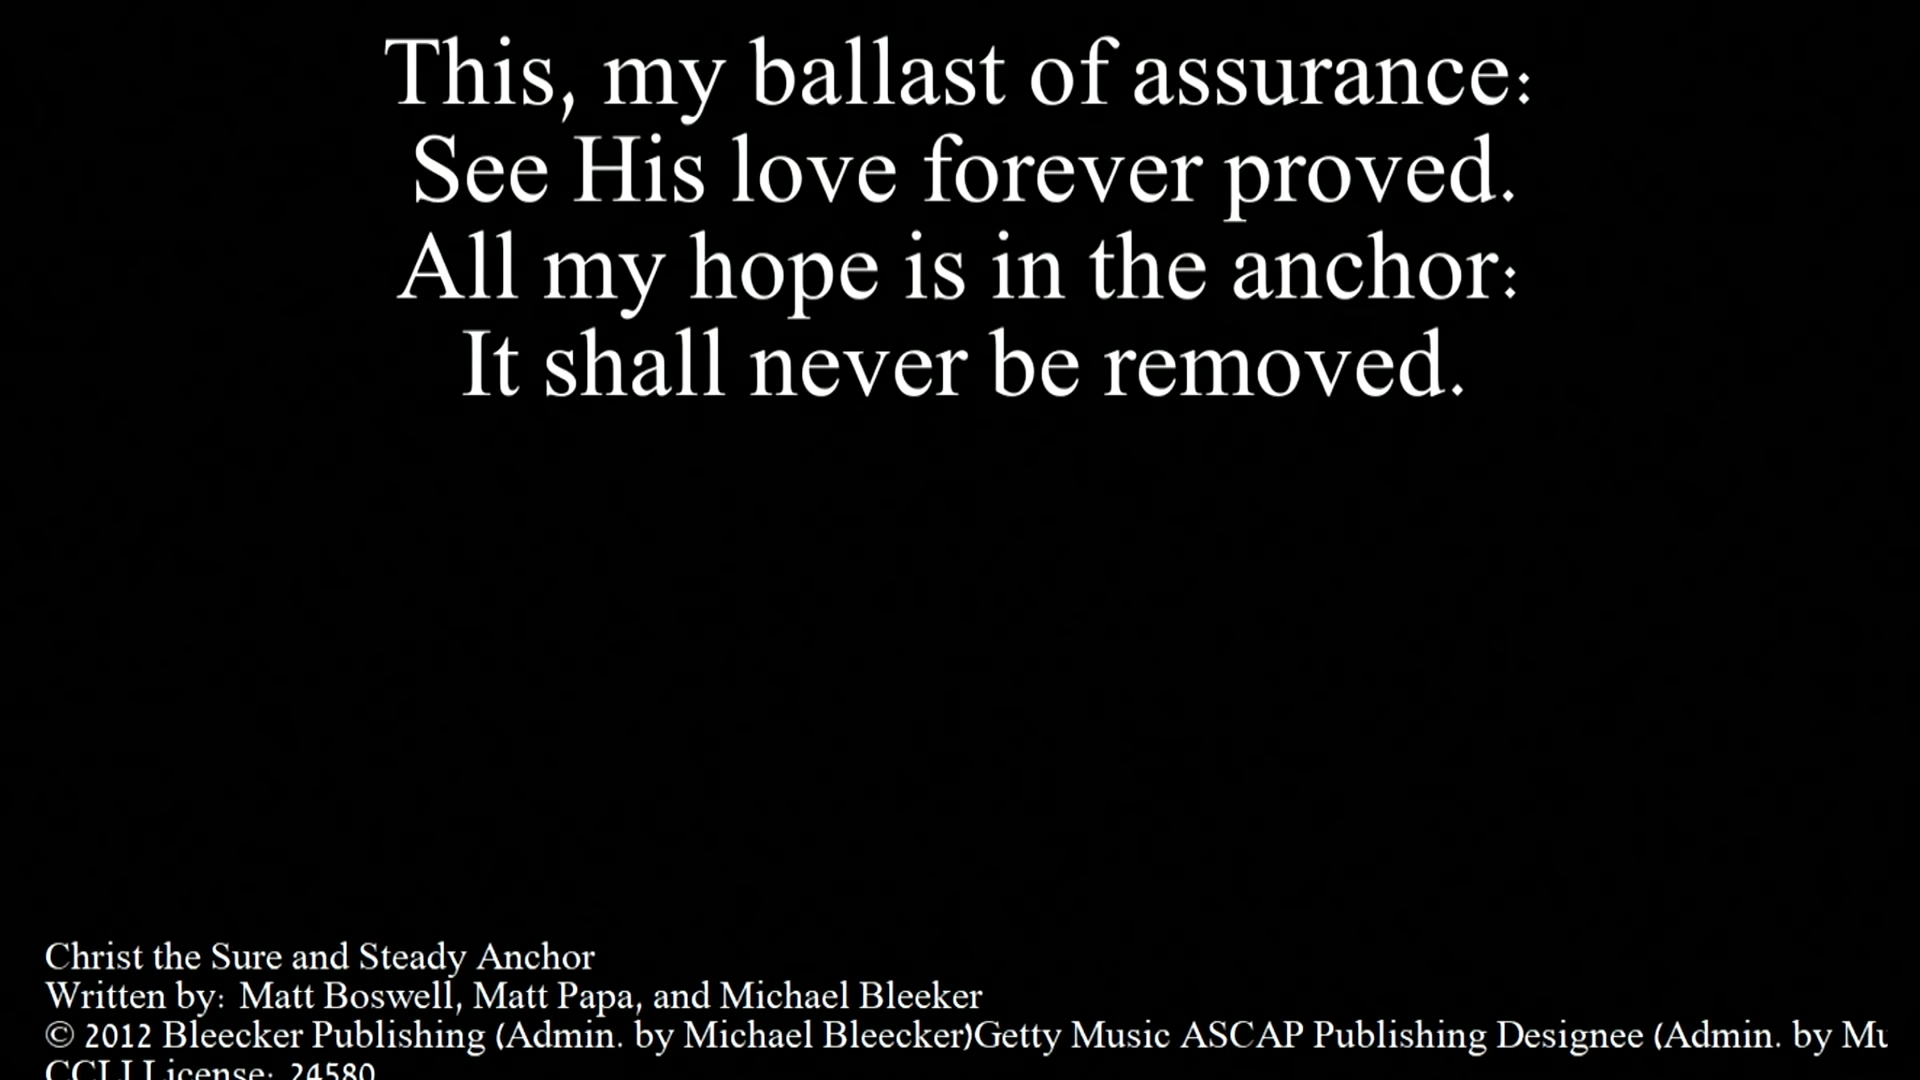 This, my ballast of assurance:
See His love forever proved.
All my hope is in the anchor:
It shall never be removed.
Christ the Sure and Steady Anchor
Written by: Matt Boswell, Matt Papa, and Michael Bleeker
© 2012 Bleecker Publishing (Admin. by Michael Bleecker)Getty Music ASCAP Publishing Designee (Admin. by Mu
CCLI License: 24580